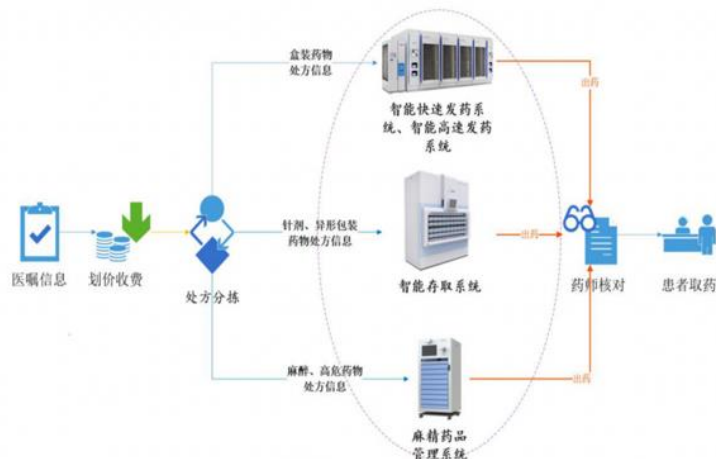 盒装药物
处方信息
出药
智能快速发药系
统、智能高速发药
系统
医嘱信息
划价收费
处方分拣
针剂、异形包装
药物处方信息
出药
智能存取系统
药师核对
患者取药
麻醉、高危药物
处方信息
出药
麻精药品
管理系统